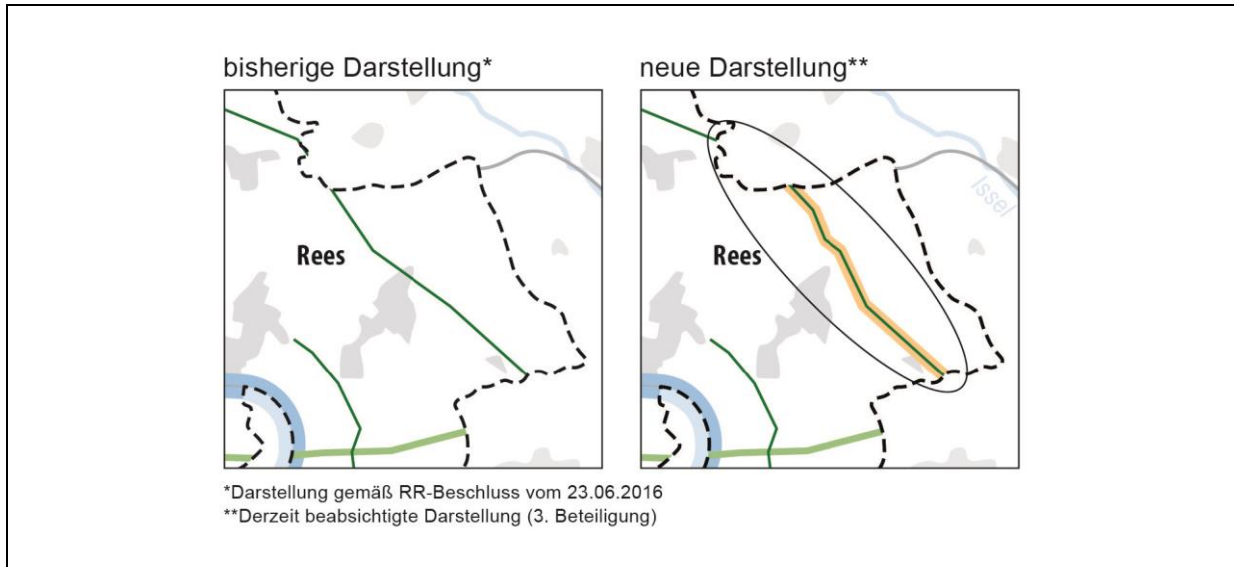 bisherige Darstellung*
neue Darstellung**
Rees
Rees
Issel
*Darstellung gemäß RR-Beschluss vom 23.06.2016
**Derzeit beabsichtigte Darstellung (3. Beteiligung)